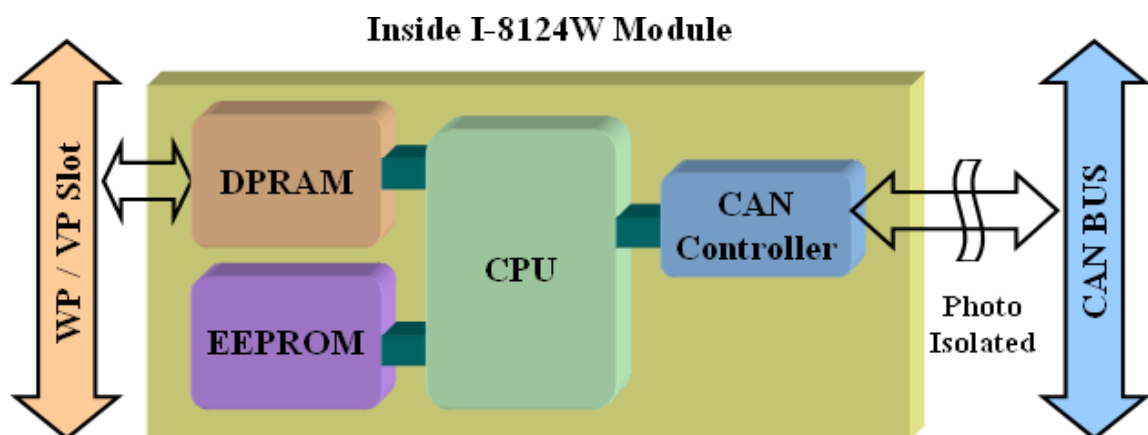 Inside I-8124W Module
WP / VP Slot
DPRAM
EEPROM
CPU
CAN
Controller
Photo
Isolated
CAN BUS